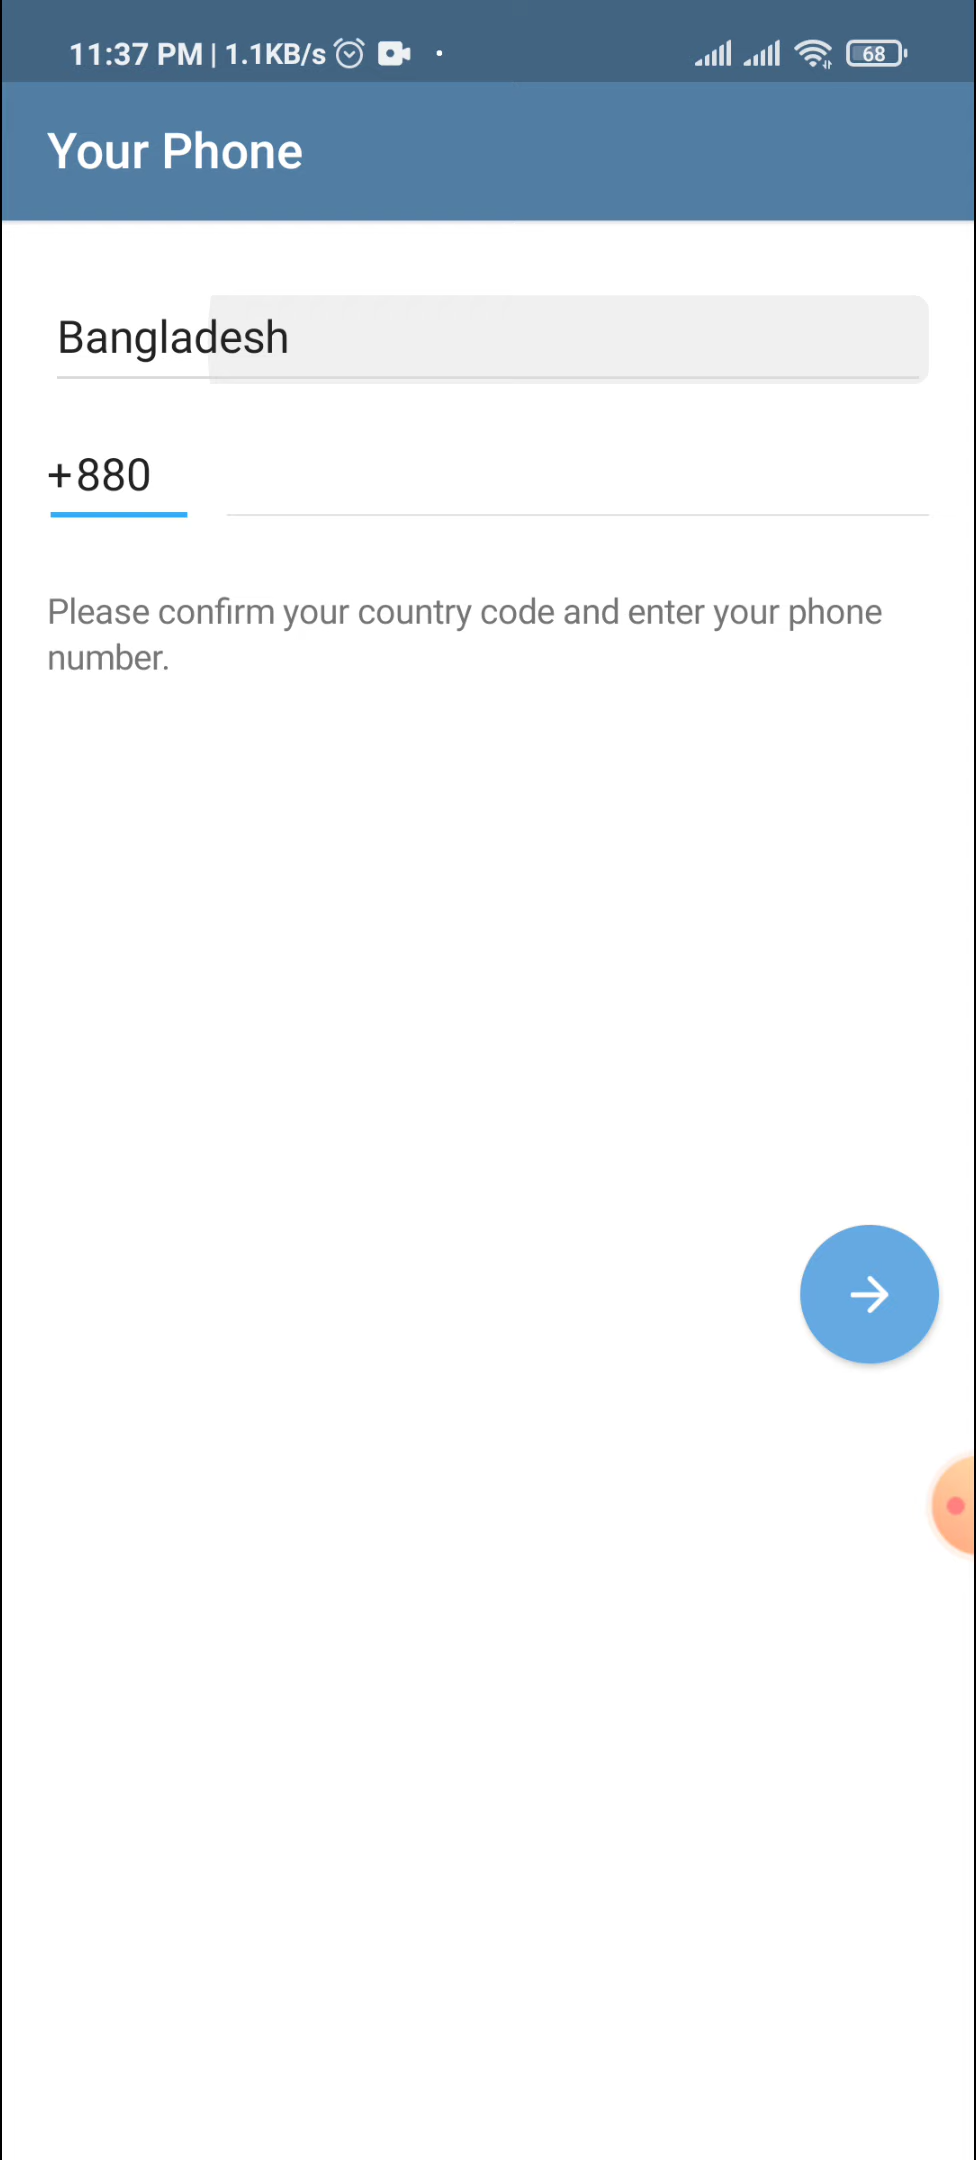 11:37 PM | 1.1KB/s
68
Your Phone
Bangladesh
+880
Please confirm your country code and enter your phone
number.